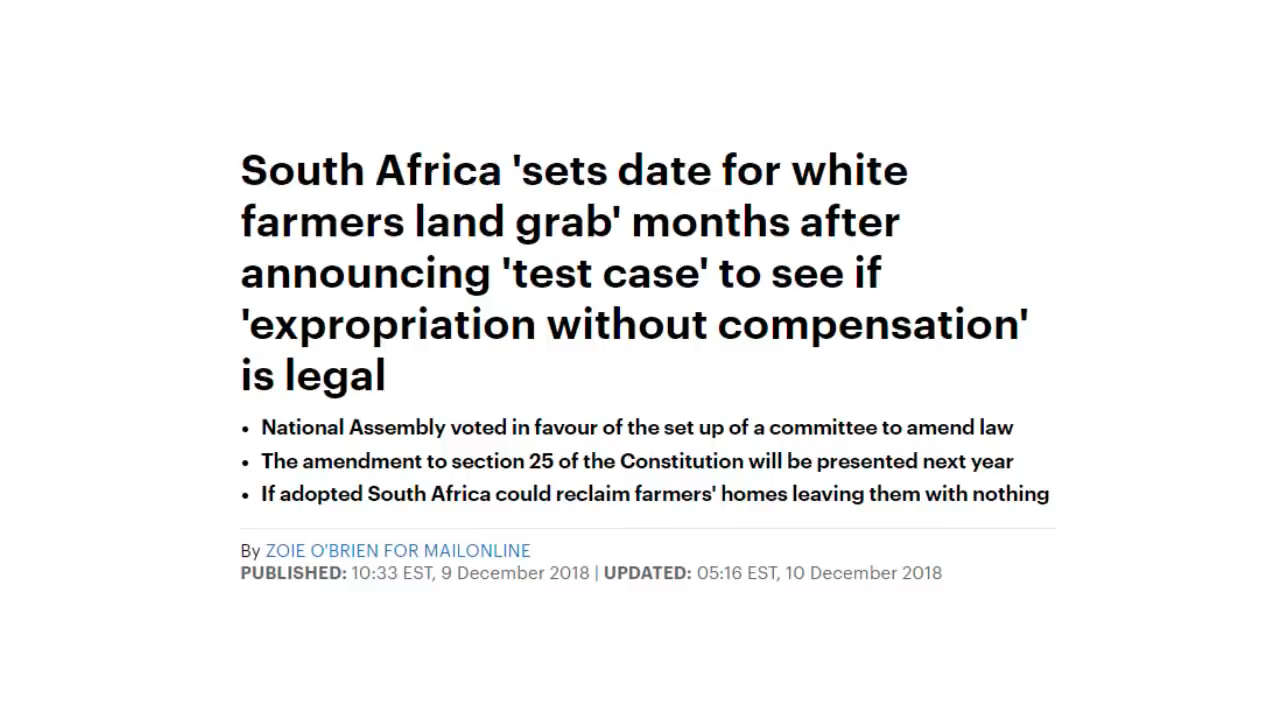 South Africa 'sets date for white
farmers land grab' months after
announcing 'test case' to see if
'expropriation without compensation'
is legal
• National Assembly voted in favour of the set up of a committee to amend law
• The amendment to section 25 of the Constitution will be presented next year
• If adopted South Africa could reclaim farmers' homes leaving them with nothing
By ZOIE O'BRIEN FOR MAILONLINE
PUBLISHED: 10:33 EST, 9 December 2018 | UPDATED: 05:16 EST, 10 December 2018